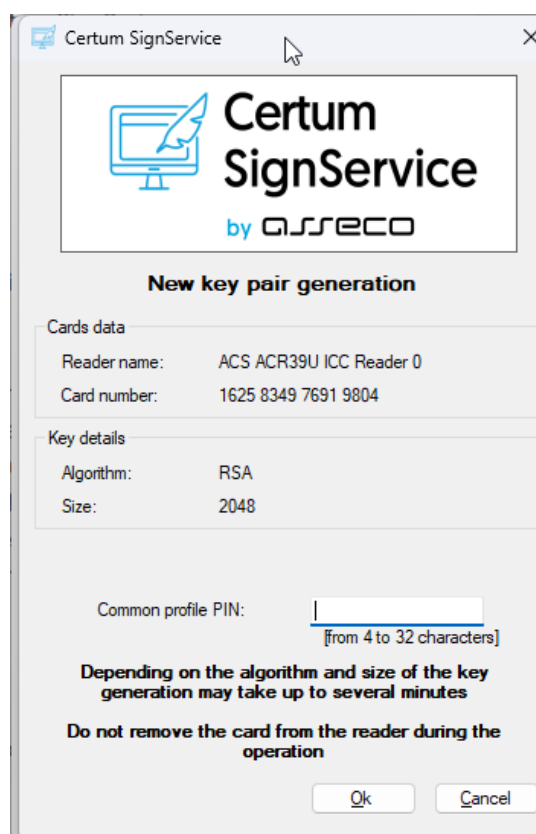 Certum SignService
Certum
SignService
by asseco
New key pair generation
Cards data
Reader name: ACS ACR39U ICC Reader 0
Card number: 1625 8349 7691 9804
Key details
Algorithm: RSA
Size: 2048
Common profile PIN:
[from 4 to 32 characters]
Depending on the algorithm and size of the key
generation may take up to several minutes
Do not remove the card from the reader during the
operation
Ok Cancel